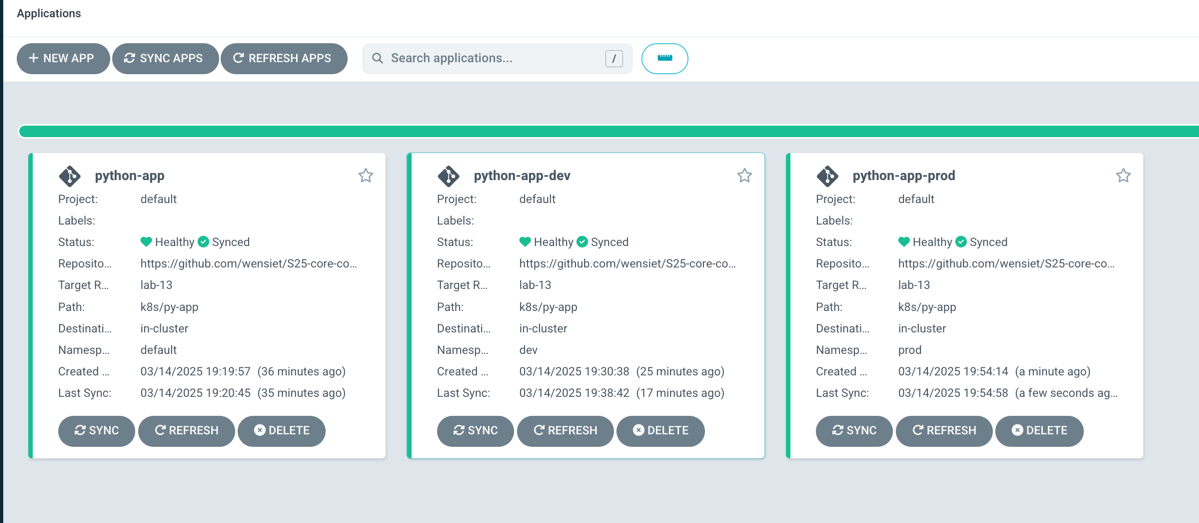 Applications
+ NEW APP SYNC APPS REFRESH APPS Search applications... /
python-app
Project: default
Labels:
Status: Healthy Synced
Reposito... https://github.com/wensiet/S25-core-co...
Target R... lab-13
Path: k8s/py-app
Destinati... in-cluster
Namesp... default
Created ... 03/14/2025 19:19:57 (36 minutes ago)
Last Sync: 03/14/2025 19:20:45 (35 minutes ago)
SYNC REFRESH DELETE
python-app-dev
Project: default
Labels:
Status: Healthy Synced
Reposito... https://github.com/wensiet/S25-core-co...
Target R... lab-13
Path: k8s/py-app
Destinati... in-cluster
Namesp... dev
Created ... 03/14/2025 19:30:38 (25 minutes ago)
Last Sync: 03/14/2025 19:38:42 (17 minutes ago)
SYNC REFRESH DELETE
python-app-prod
Project: default
Labels:
Status: Healthy Synced
Reposito... https://github.com/wensiet/S25-core-co...
Target R... lab-13
Path: k8s/py-app
Destinati... in-cluster
Namesp... prod
Created ... 03/14/2025 19:54:14 (a minute ago)
Last Sync: 03/14/2025 19:54:58 (a few seconds ag...
SYNC REFRESH DELETE